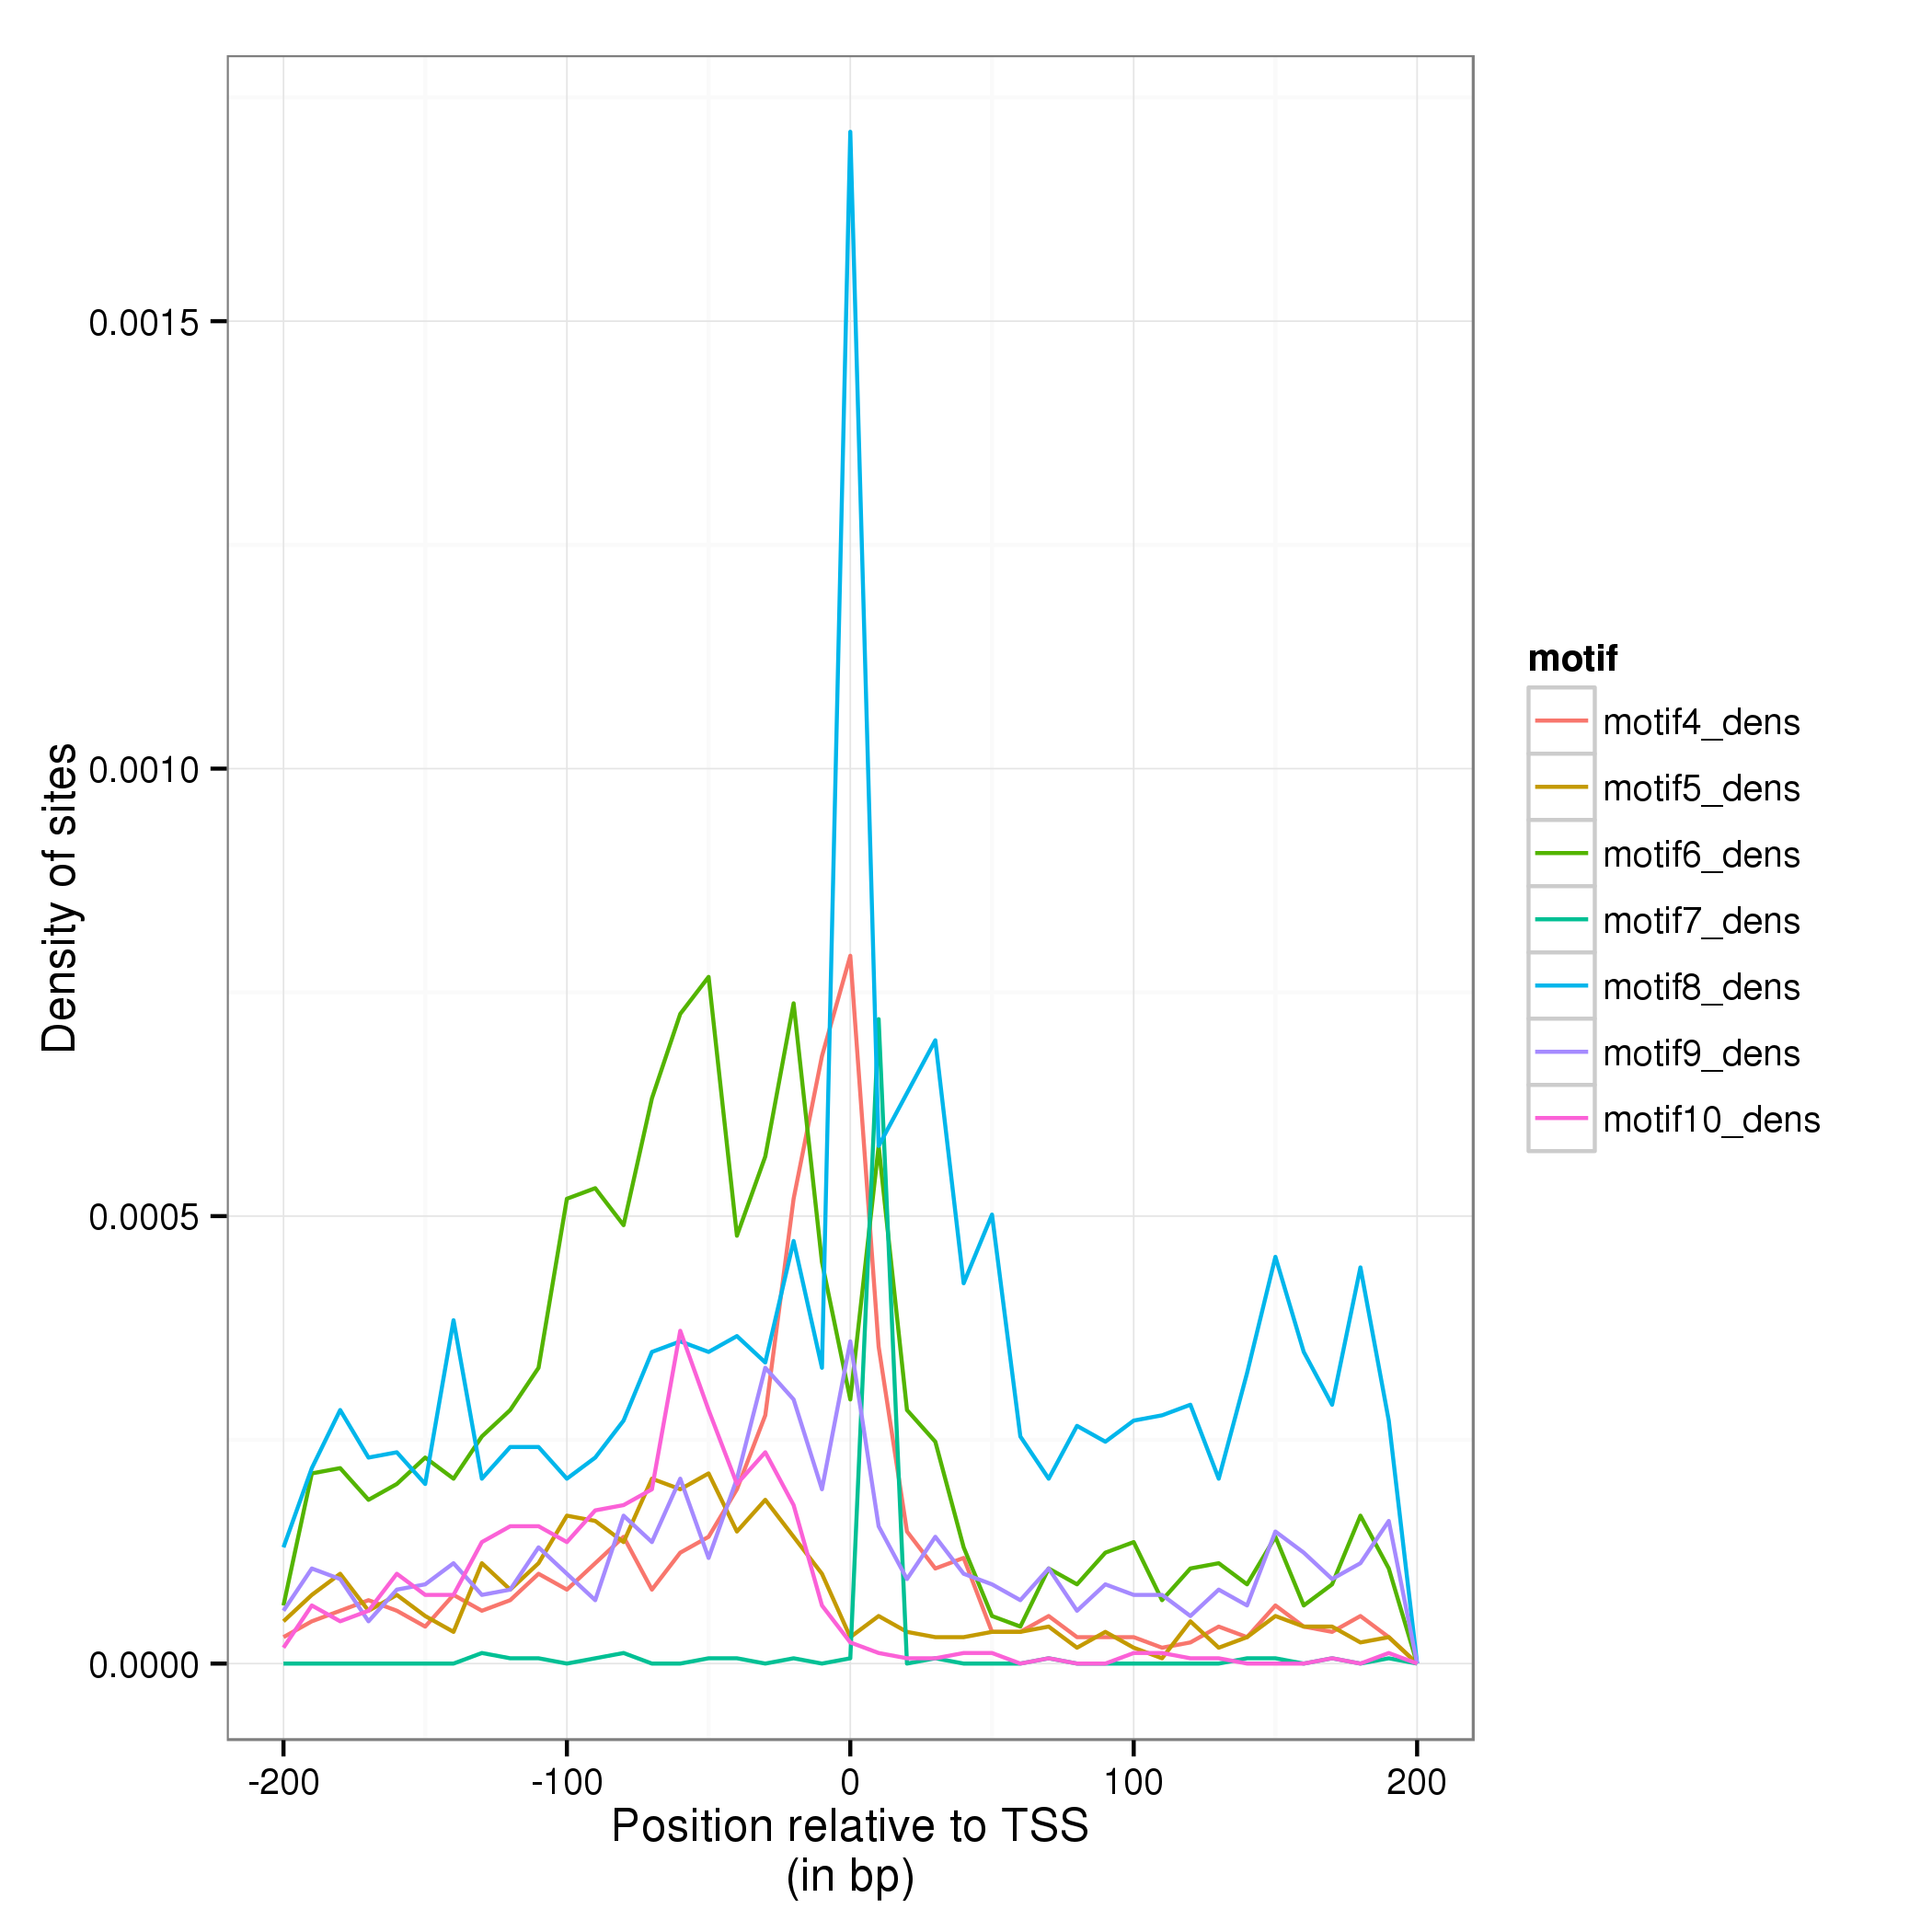 0.0015
0.0010
0.0005
0.0000
Density of sites
-200
-100
0
100
200
Position relative to TSS
(in bp)
motif
motif4_dens
motif5_dens
motif6_dens
motif7_dens
motif8_dens
motif9_dens
motif10_dens